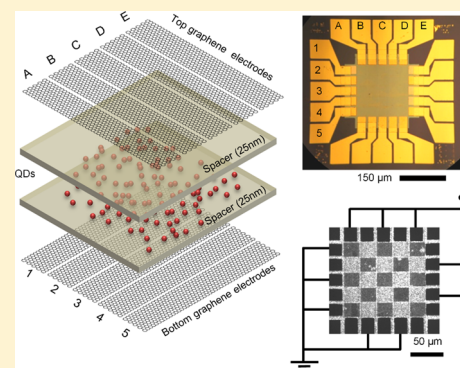 A B C D E
Top graphene electrodes
Spacer (25nm)
QDs
Spacer (25nm)
1 2 3 4 5
Bottom graphene electrodes
A B C D E
1
2
3
4
5
150 µm
50 µm